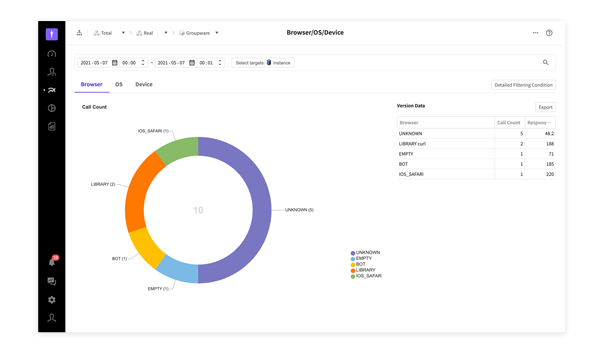 Total Real Groupware Browser/OS/Device
2021-05-07 00:00 ~ 2021-05-07 00:01 Select targets: Instance
Browser OS Device Detailed Filtering Condition
Call Count
Version Data Export
Browser Call Count Respons···
UNKNOWN 5 48.2
LIBRARY curl 2 188
EMPTY 1 71
BOT 1 185
IOS_SAFARI 1 220
IOS_SAFARI (1)
LIBRARY (2)
10
UNKNOWN (5)
BOT (1)
EMPTY (1)
UNKNOWN
EMPTY
BOT
LIBRARY
IOS_SAFARI